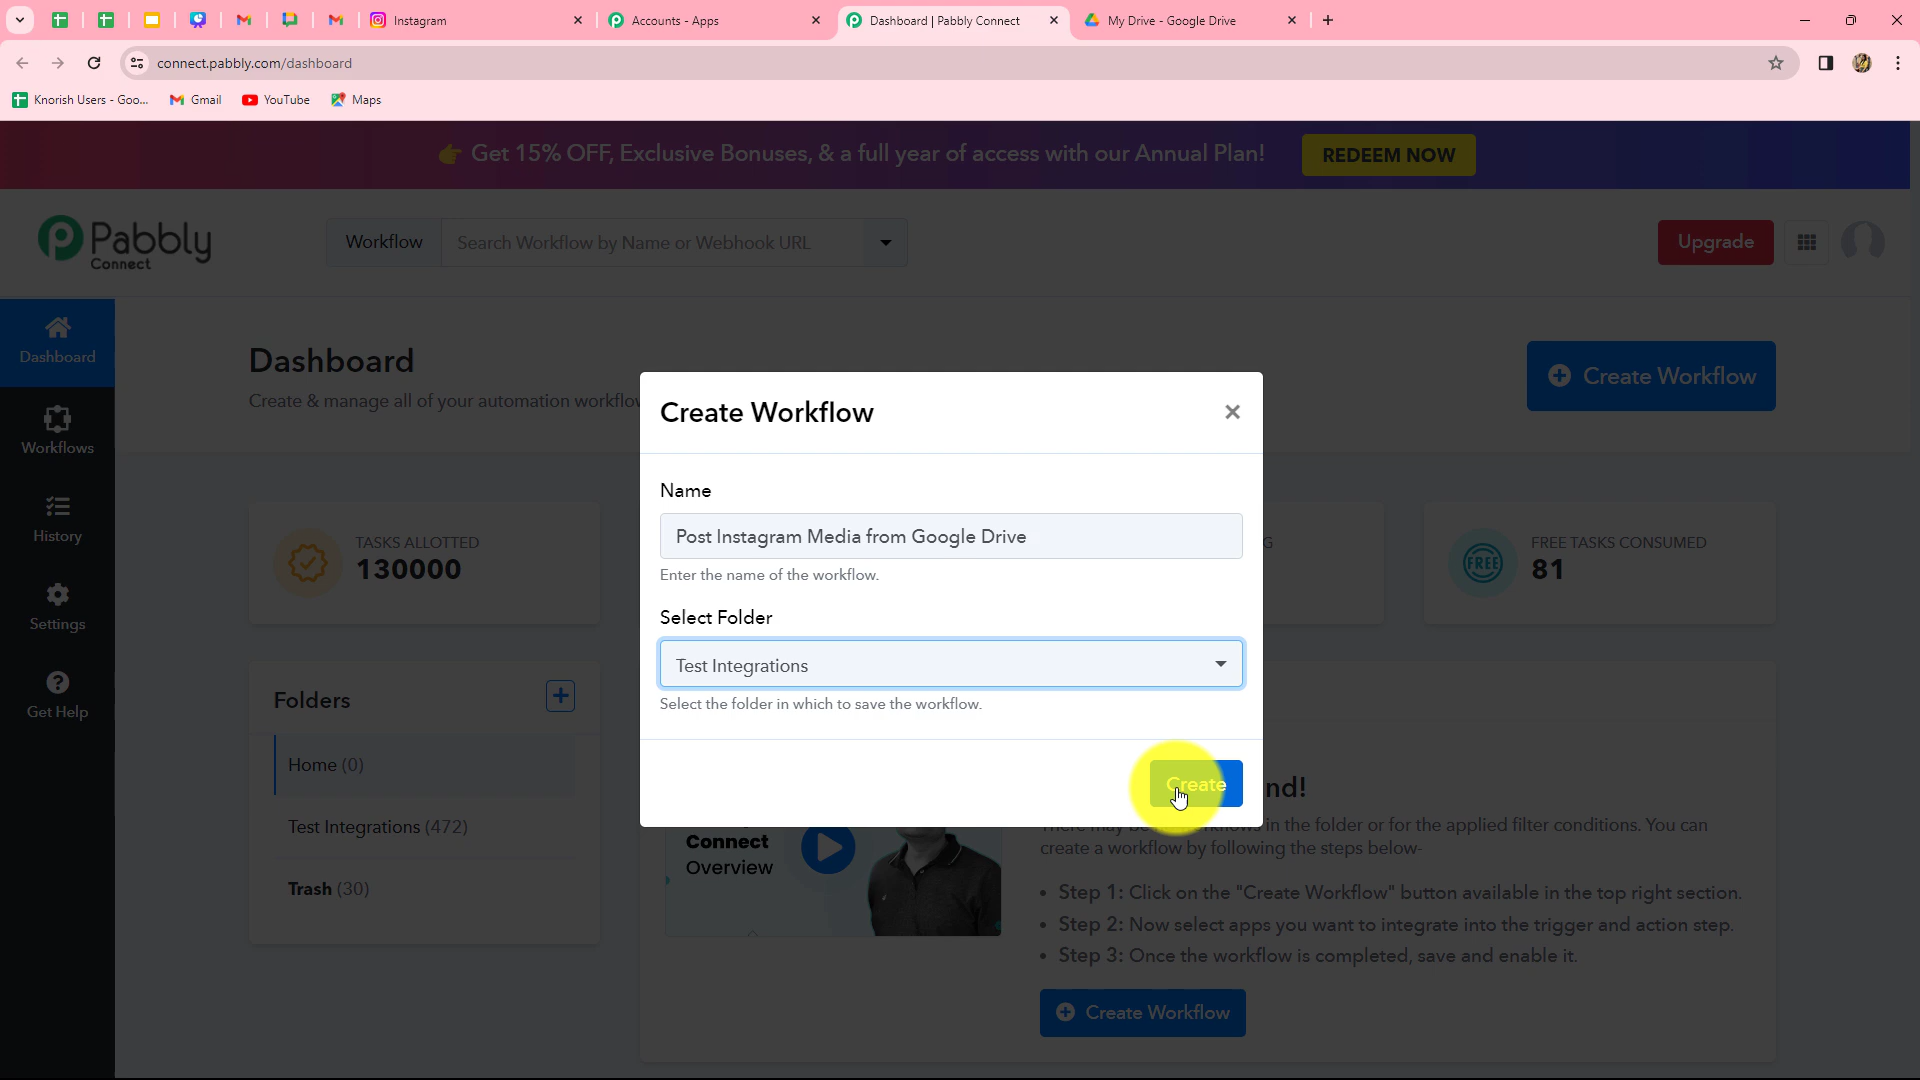 Instagram
Accounts - Apps
Dashboard | Pabbly Connect
My Drive - Google Drive
connect.pabbly.com/dashboard
Knorish Users - Goo...
Gmail
YouTube
Maps
👉 Get 15% OFF, Exclusive Bonuses, & a full year of access with our Annual Plan!
REDEEM NOW
Pabbly
Connect
Workflow
Search Workflow by Name or Webhook URL
Upgrade
Dashboard
Workflows
History
Settings
Get Help
Dashboard
Create & manage all of your automation
Create Workflow
TASKS ALLOTTED
130000
G
FREE TASKS CONSUMED
FREE
81
Folders
Home (0)
Test Integrations (472)
Trash (30)
Create Workflow
Name
Post Instagram Media from Google Drive
Enter the name of the workflow.
Select Folder
Test Integrations
Select the folder in which to save the workflow.
Create
Connect
Overview
nd!
in the folder or for the applied filter conditions. You can
create a workflow by following the steps below-
• Step 1: Click on the "Create Workflow" button available in the top right section.
• Step 2: Now select apps you want to integrate into the trigger and action step.
• Step 3: Once the workflow is completed, save and enable it.
Create Workflow